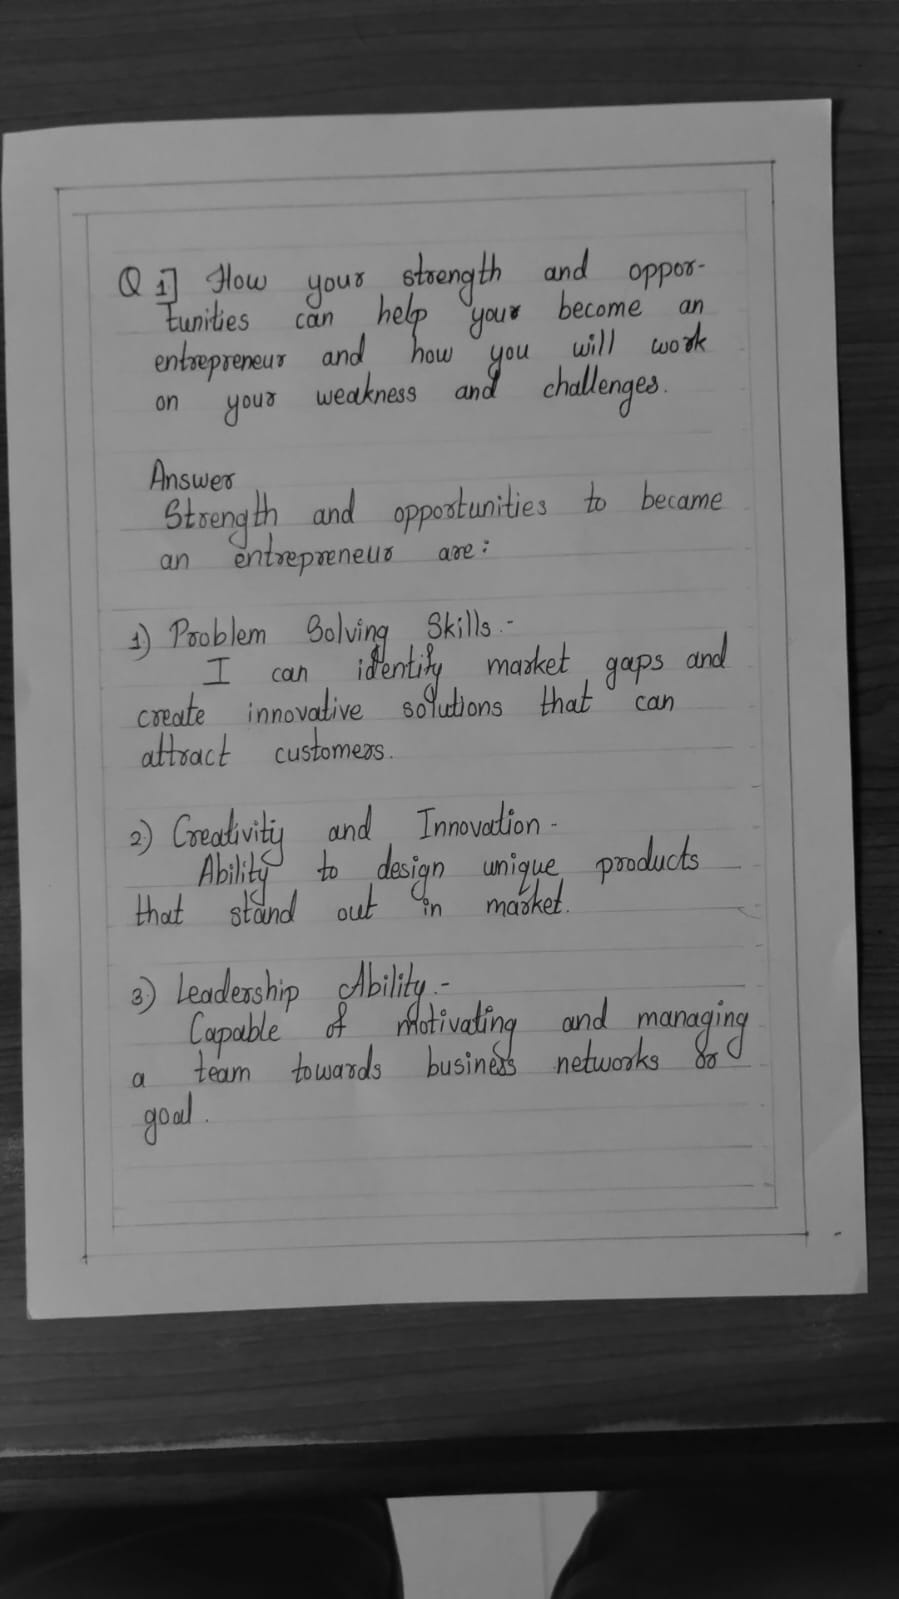 Q 1] How your strength and oppor-
tunities can help your become an
entrepreneur and how you will work
on your weakness and challenges.
Answer
Strength and opportunities to became
an entrepreneur are:
1) Problem Solving Skills.-
I can identify market gaps and
create innovative solutions that can
attract customers.
2) Creativity and Innovation-
Ability to design unique products
that stand out in market.
3) Leadership Ability.-
Capable of motivating and managing
a team towards business networks or
goal.